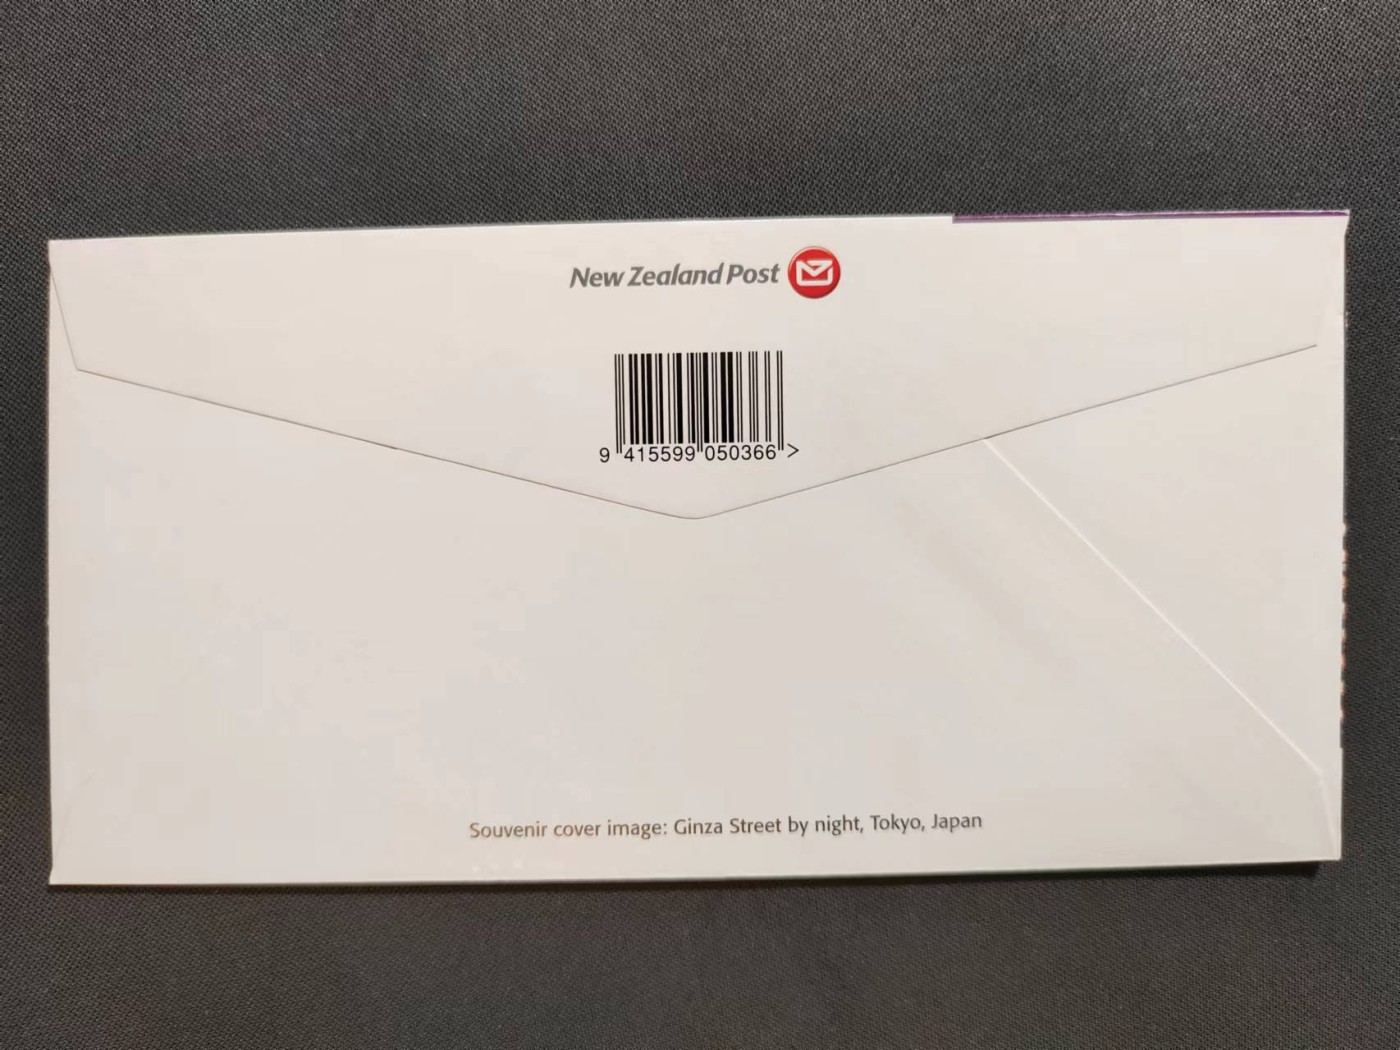 New Zealand Post
9 415599 050366 >
Souvenir cover image: Ginza Street by night, Tokyo, Japan